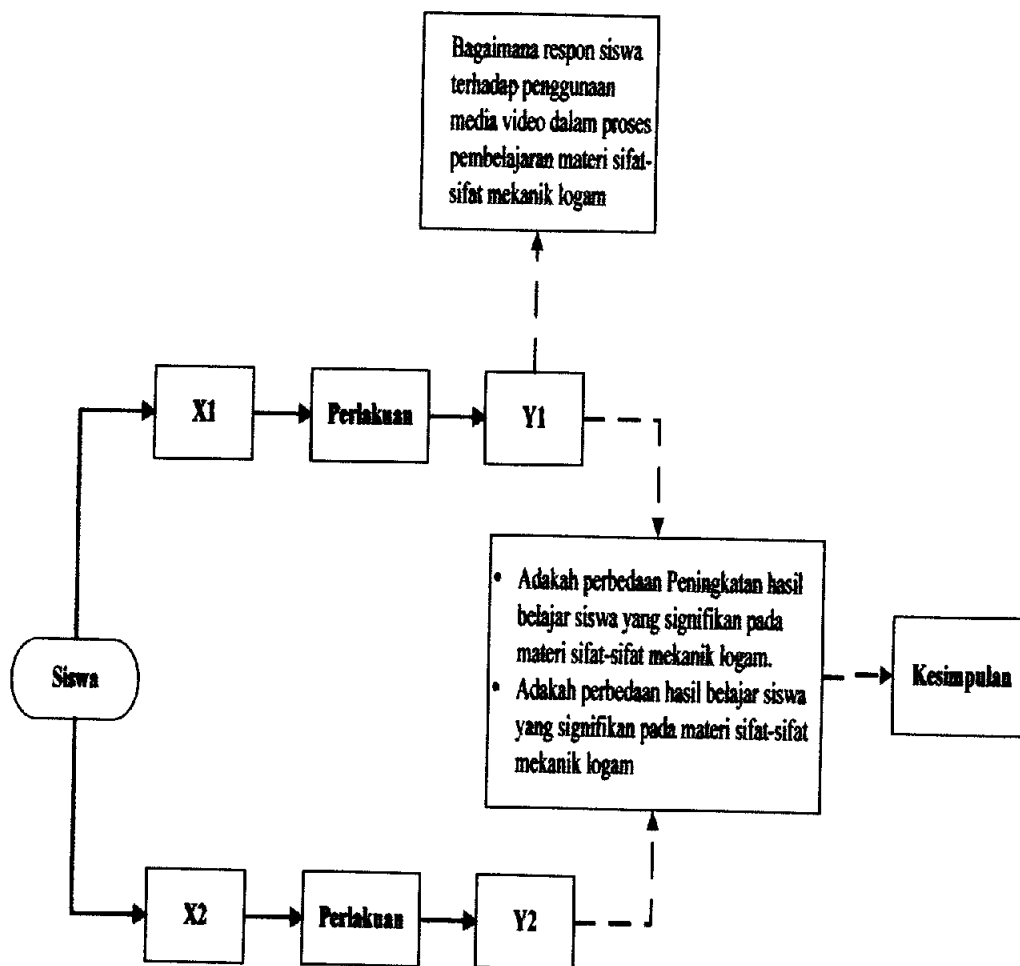 Bagaimana respon siswa
terhadap penggunaan
media video dalam proses
pembelajaran materi sifat-
sifat mekanik logam
X1
Perlakuan
Y1
• Adakah perbedaan Peningkatan hasil
belajar siswa yang signifikan pada
materi sifat-sifat mekanik logam.
• Adakah perbedaan hasil belajar siswa
yang signifikan pada materi sifat-sifat
mekanik logam
Siswa
Kesimpulan
X2
Perlakuan
Y2